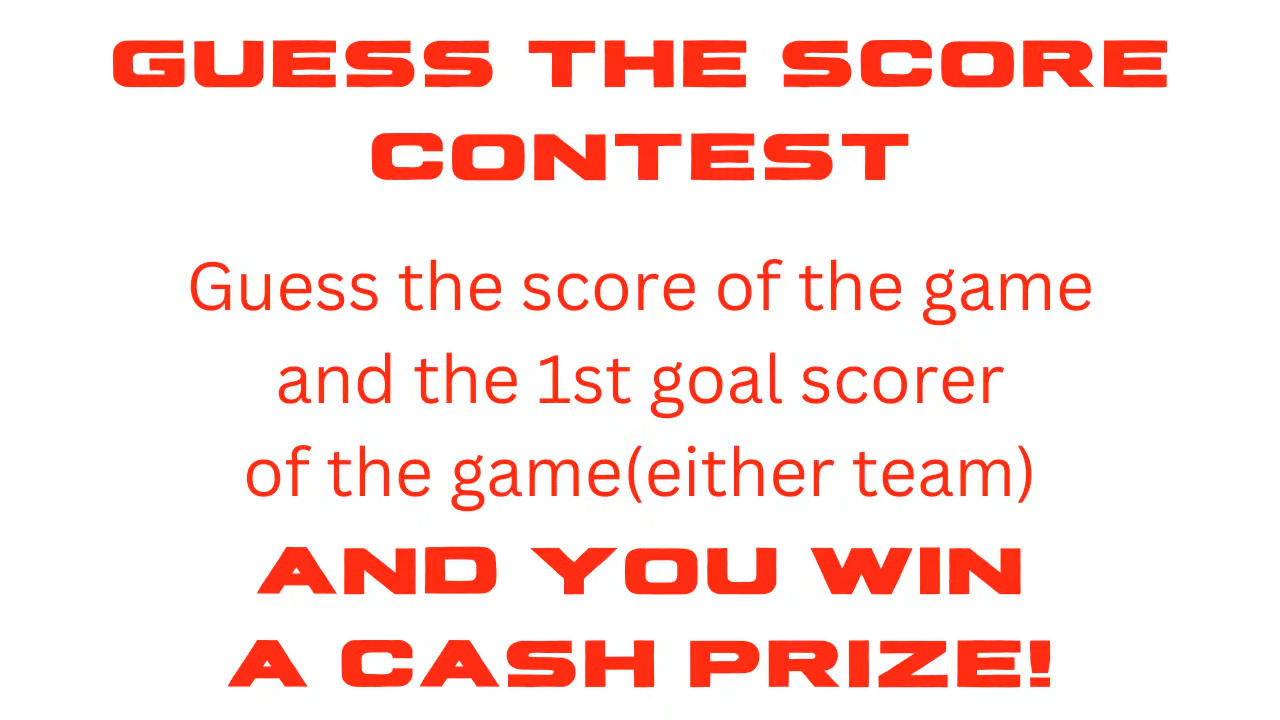 GUESS THE SCORE
CONTEST
Guess the score of the game
and the 1st goal scorer
of the game(either team)
AND YOU WIN
A CASH PRIZE!